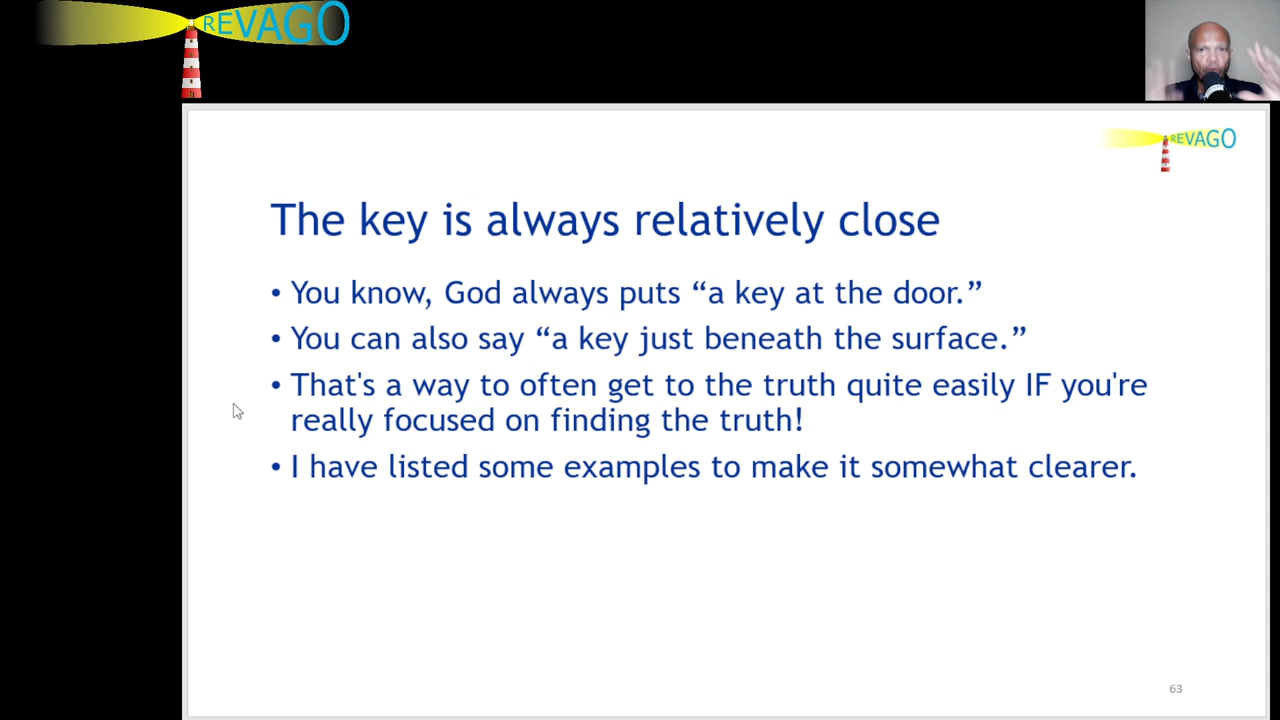 REVAGO
REVAGO
The key is always relatively close
• You know, God always puts “a key at the door.”
• You can also say “a key just beneath the surface.”
• That's a way to often get to the truth quite easily IF you're
really focused on finding the truth!
• I have listed some examples to make it somewhat clearer.
63